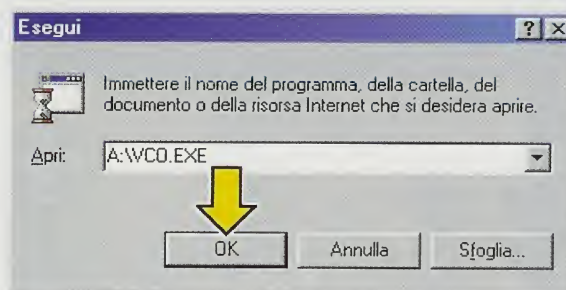 Esegui
Immettere il nome del programma, della cartella, del
documento o della risorsa Internet che si desidera aprire.
Apri: A:\VCO.EXE
OK Annulla Sfoglia...